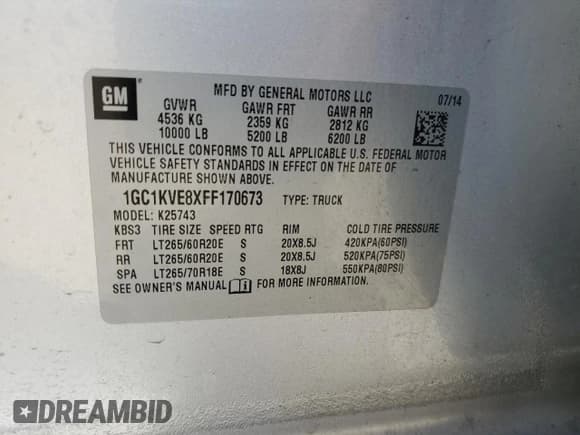 GM
MFD BY GENERAL MOTORS LLC 07/14
GVWR GAWR FRT GAWR RR
4536 KG 2359 KG 2812 KG
10000 LB 5200 LB 6200 LB
THIS VEHICLE CONFORMS TO ALL APPLICABLE U.S. FEDERAL MOTOR
VEHICLE SAFETY STANDARDS IN EFFECT ON THE DATE OF
MANUFACTURE SHOWN ABOVE.
1GC1KVE8XFF170673 TYPE: TRUCK
MODEL: K25743
KBS3 TIRE SIZE SPEED RTG RIM COLD TIRE PRESSURE
FRT LT265/60R20E S 20X8.5J 420KPA(60PSI)
RR LT265/60R20E S 20X8.5J 520KPA(75PSI)
SPA LT265/70R18E S 18X8J 550KPA(80PSI)
SEE OWNER'S MANUAL FOR MORE INFORMATION.
DREAMBID